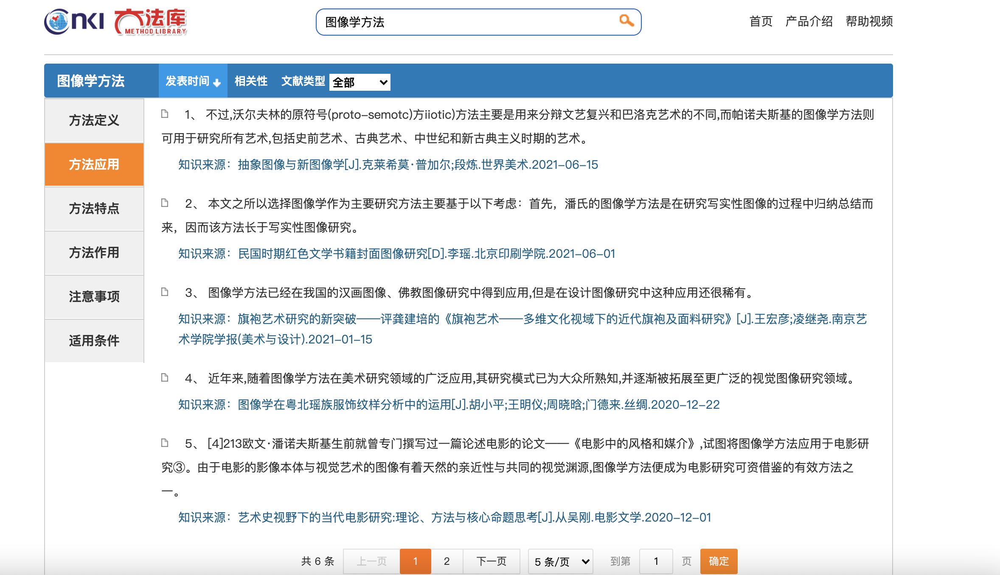 CNKI 方法库 METHOD LIBRARY
图像学方法
首页 产品介绍 帮助视频
图像学方法 发表时间 相关性 文献类型 全部
方法定义
方法应用
方法特点
方法作用
注意事项
适用条件
1、 不过,沃尔夫林的原符号(proto-semotc)方iiotic)方法主要是用来分辩文艺复兴和巴洛克艺术的不同,而帕诺夫斯基的图像学方法则
可用于研究所有艺术,包括史前艺术、古典艺术、中世纪和新古典主义时期的艺术。
知识来源：抽象图像与新图像学[J].克莱希莫·普加尔;段炼.世界美术.2021-06-15
2、 本文之所以选择图像学作为主要研究方法主要基于以下考虑：首先，潘氏的图像学方法是在研究写实性图像的过程中归纳总结而
来，因而该方法长于写实性图像研究。
知识来源：民国时期红色文学书籍封面图像研究[D].李瑶.北京印刷学院.2021-06-01
3、 图像学方法已经在我国的汉画图像、佛教图像研究中得到应用,但是在设计图像研究中这种应用还很稀有。
知识来源：旗袍艺术研究的新突破——评龚建培的《旗袍艺术——多维文化视域下的近代旗袍及面料研究》[J].王宏彦;凌继尧.南京艺
术学院学报(美术与设计).2021-01-15
4、 近年来,随着图像学方法在美术研究领域的广泛应用,其研究模式已为大众所熟知,并逐渐被拓展至更广泛的视觉图像研究领域。
知识来源：图像学在粤北瑶族服饰纹样分析中的运用[J].胡小平;王明仪;周晓晗;门德来.丝绸.2020-12-22
5、 [4]213欧文·潘诺夫斯基生前就曾专门撰写过一篇论述电影的论文——《电影中的风格和媒介》,试图将图像学方法应用于电影研
究③。由于电影的影像本体与视觉艺术的图像有着天然的亲近性与共同的视觉渊源,图像学方法便成为电影研究可资借鉴的有效方法之
一。
知识来源：艺术史视野下的当代电影研究:理论、方法与核心命题思考[J].从吴刚.电影文学.2020-12-01
共 6 条 上一页 1 2 下一页 5 条/页 到第 1 页 确定